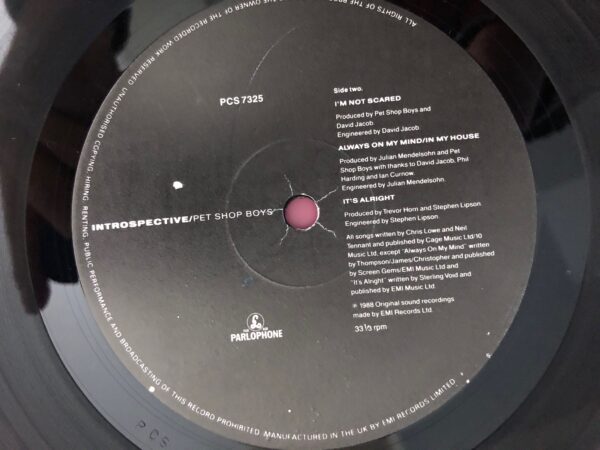 ALL RIGHTS OF THE
OWNER OF THE RECORDED WORK RESERVED. UNAUTHORISED COPYING, HIRING, RENTING, PUBLIC PERFORMANCE AND BROADCASTING OF THIS RECORD PROHIBITED. MANUFACTURED IN THE UK BY EMI RECORDS LIMITED.
PCS 7325
Side two.
I'M NOT SCARED
Produced by Pet Shop Boys and
David Jacob.
Engineered by David Jacob.
ALWAYS ON MY MIND/IN MY HOUSE
Produced by Julian Mendelsohn and Pet
Shop Boys with thanks to David Jacob, Phil
Harding and Ian Curnow.
Engineered by Julian Mendelsohn.
IT'S ALRIGHT
Produced by Trevor Horn and Stephen Lipson.
Engineered by Stephen Lipson.
INTROSPECTIVE/PET SHOP BOYS
All songs written by Chris Lowe and Neil
Tennant and published by Cage Music Ltd/10
Music Ltd, except "Always On My Mind" written
by Thompson/James/Christopher and published
by Screen Gems/EMI Music Ltd and
"It's Alright" written by Sterling Void and
published by EMI Music Ltd.
℗ 1988 Original sound recordings
made by EMI Records Ltd.
33⅓ rpm
PARLOPHONE
PCS